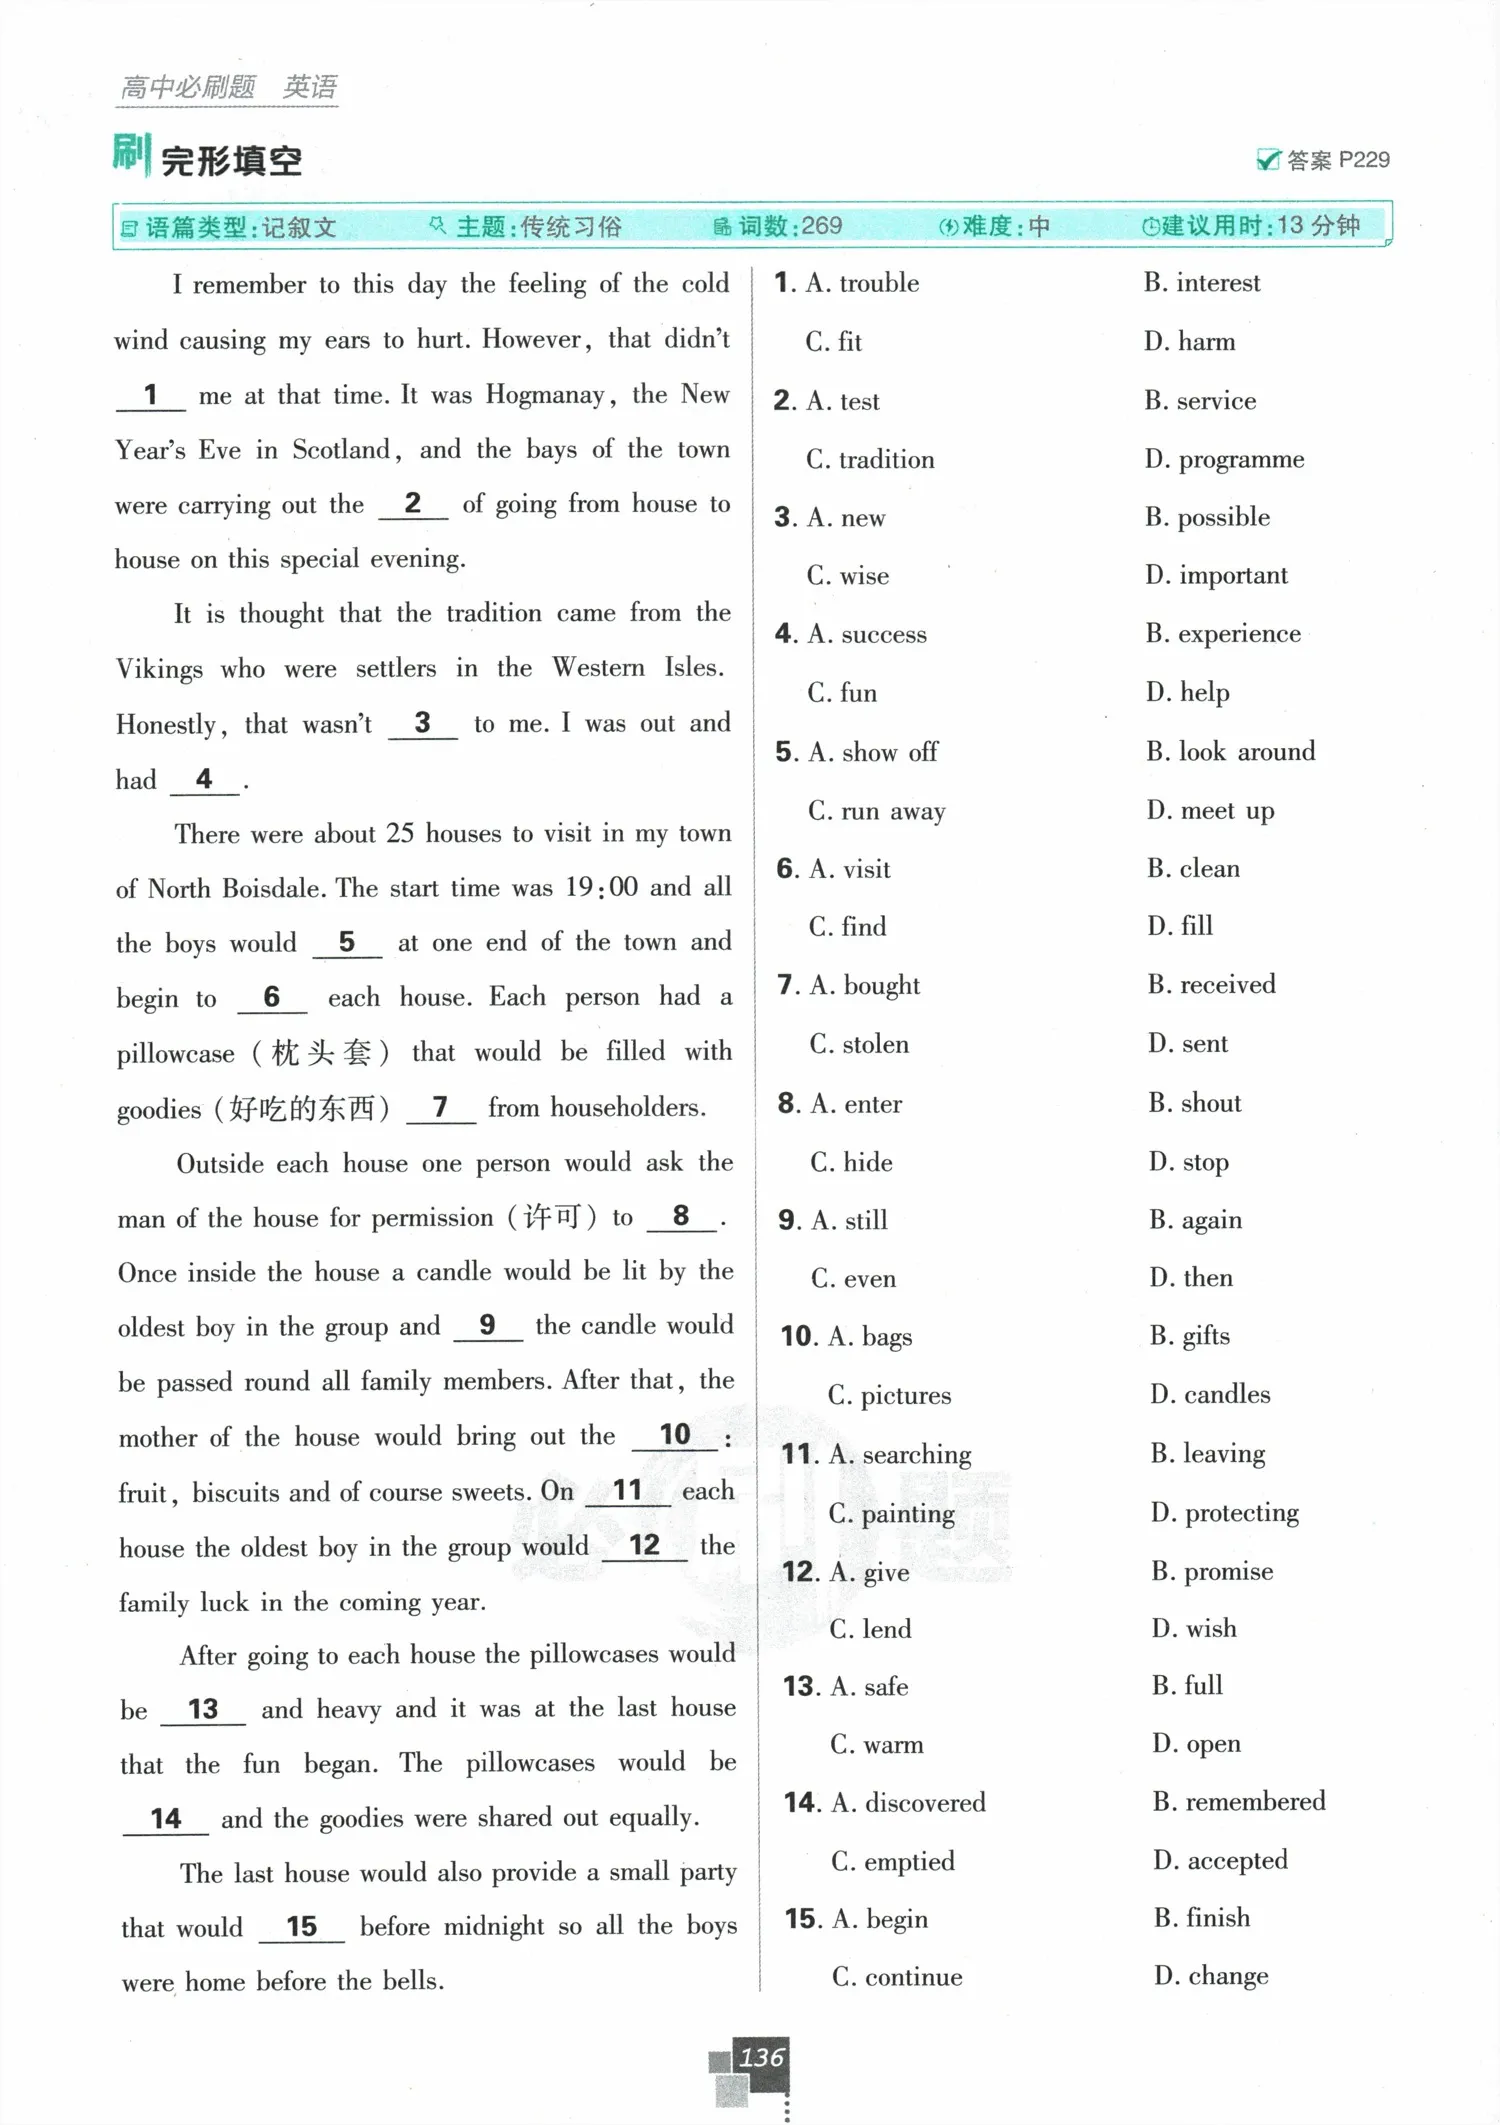 高中必刷题 英语
刷 完形填空
答案 P229
语篇类型:记叙文 主题:传统习俗 词数:269 难度:中 建议用时:13 分钟
I remember to this day the feeling of the cold
wind causing my ears to hurt. However, that didn't
1 me at that time. It was Hogmanay, the New
Year's Eve in Scotland, and the bays of the town
were carrying out the 2 of going from house to
house on this special evening.
It is thought that the tradition came from the
Vikings who were settlers in the Western Isles.
Honestly, that wasn't 3 to me. I was out and
had 4 .
There were about 25 houses to visit in my town
of North Boisdale. The start time was 19:00 and all
the boys would 5 at one end of the town and
begin to 6 each house. Each person had a
pillowcase (枕头套) that would be filled with
goodies (好吃的东西) 7 from householders.
Outside each house one person would ask the
man of the house for permission (许可) to 8 .
Once inside the house a candle would be lit by the
oldest boy in the group and 9 the candle would
be passed round all family members. After that, the
mother of the house would bring out the 10 :
fruit, biscuits and of course sweets. On 11 each
house the oldest boy in the group would 12 the
family luck in the coming year.
After going to each house the pillowcases would
be 13 and heavy and it was at the last house
that the fun began. The pillowcases would be
14 and the goodies were shared out equally.
The last house would also provide a small party
that would 15 before midnight so all the boys
were home before the bells.
1. A. trouble B. interest
C. fit D. harm
2. A. test B. service
C. tradition D. programme
3. A. new B. possible
C. wise D. important
4. A. success B. experience
C. fun D. help
5. A. show off B. look around
C. run away D. meet up
6. A. visit B. clean
C. find D. fill
7. A. bought B. received
C. stolen D. sent
8. A. enter B. shout
C. hide D. stop
9. A. still B. again
C. even D. then
10. A. bags B. gifts
C. pictures D. candles
11. A. searching B. leaving
C. painting D. protecting
12. A. give B. promise
C. lend D. wish
13. A. safe B. full
C. warm D. open
14. A. discovered B. remembered
C. emptied D. accepted
15. A. begin B. finish
C. continue D. change
必刷题
136